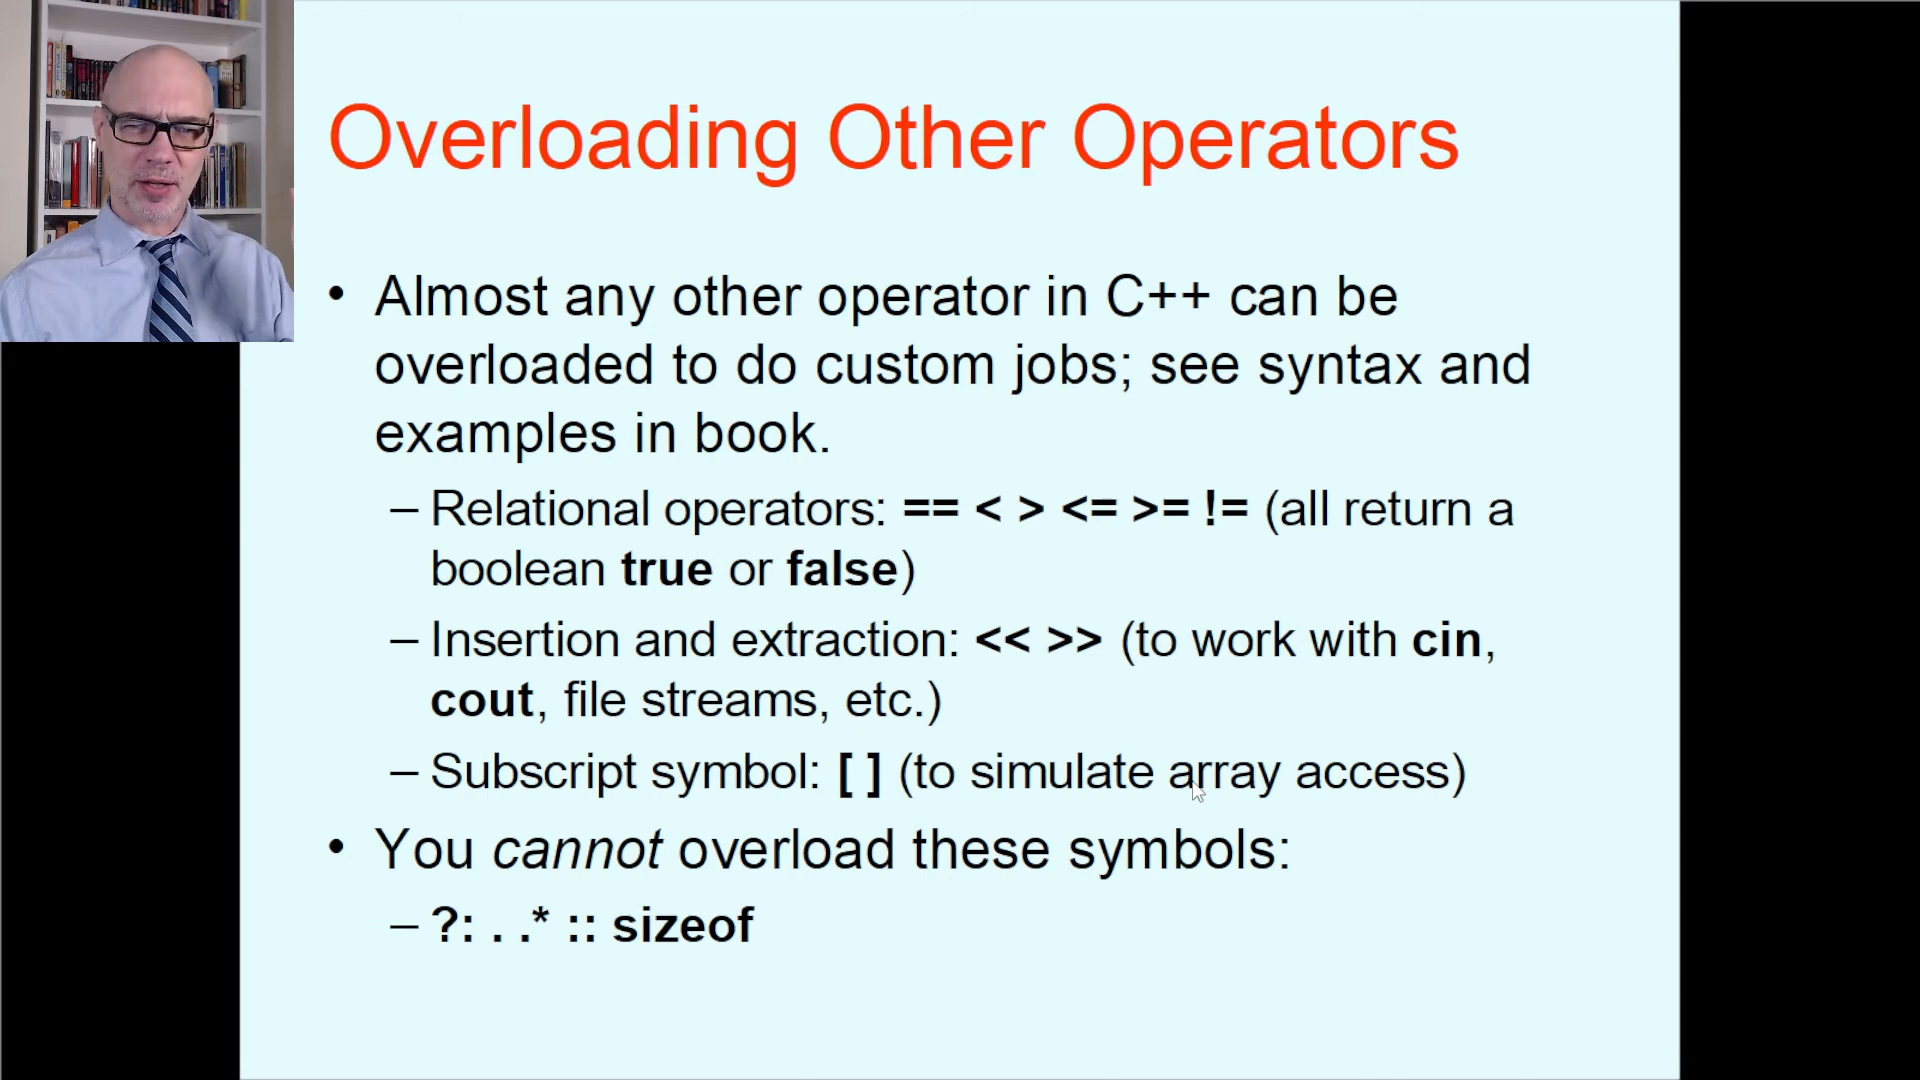 Overloading Other Operators
• Almost any other operator in C++ can be
overloaded to do custom jobs; see syntax and
examples in book.
– Relational operators: == < > <= >= != (all return a
boolean true or false)
– Insertion and extraction: << >> (to work with cin,
cout, file streams, etc.)
– Subscript symbol: [ ] (to simulate array access)
• You cannot overload these symbols:
– ?: . .* :: sizeof